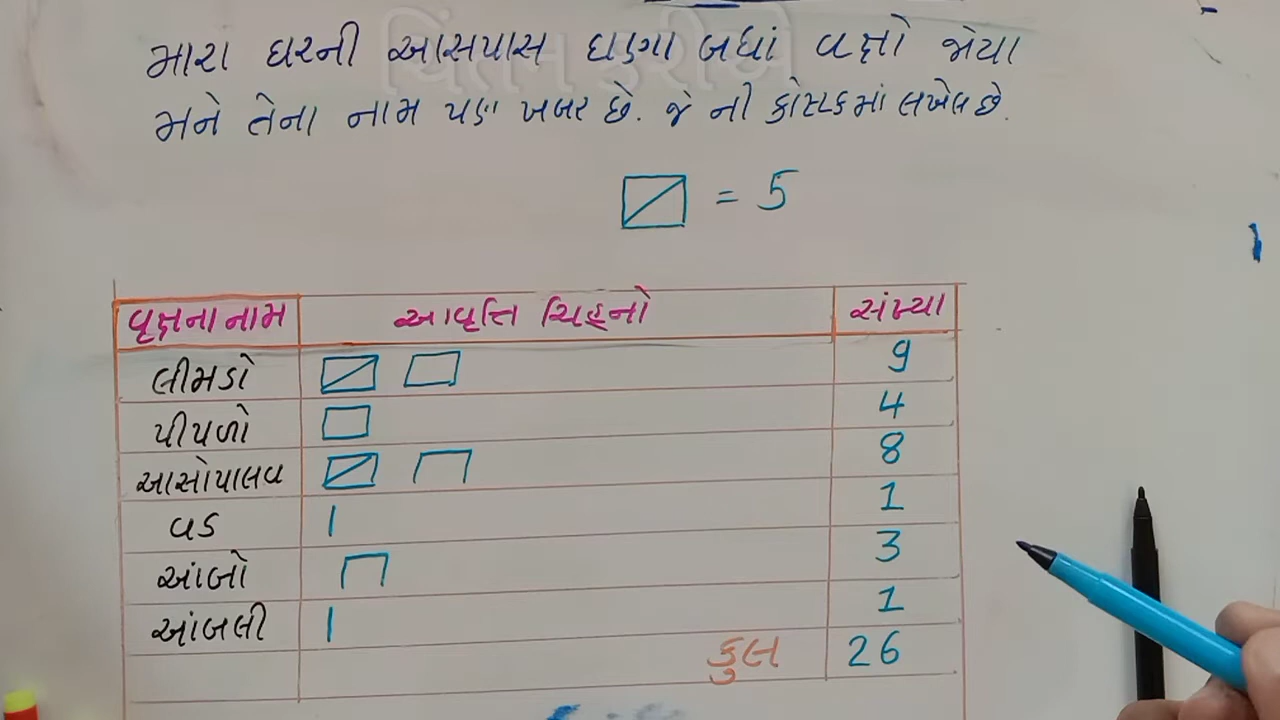 મારા ઘરની આસપાસ ઘણા બધાં વૃક્ષો જોયા
મને તેના નામ પણ ખબર છે. જે ની કોષ્ટકમાં લખેલ છે.
= 5
વૃક્ષના નામ આવૃત્તિ ચિહ્નો સંખ્યા
લીમડો 9
પીપળો 4
આસોપાલવ 8
વડ 1
આંબો 3
આંબલી 1
કુલ 26